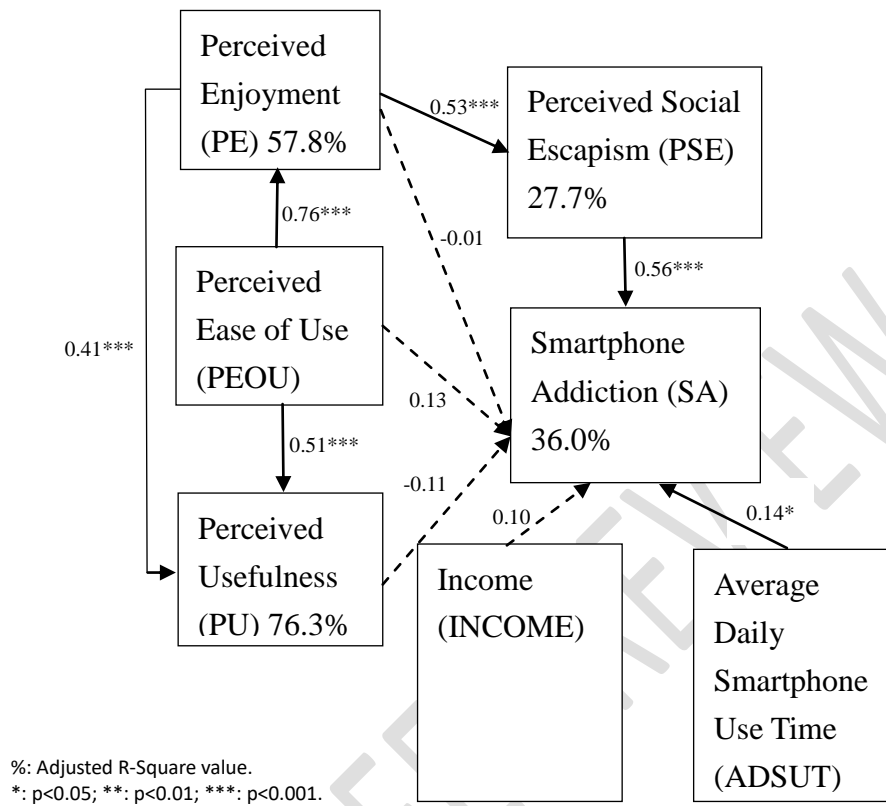 Perceived
Enjoyment
(PE) 57.8%
0.53***
Perceived Social
Escapism (PSE)
27.7%
0.76***
-0.01
0.56***
Perceived
Ease of Use
(PEOU)
0.41***
Smartphone
Addiction (SA)
36.0%
0.13
0.51***
-0.11
Perceived
Usefulness
(PU) 76.3%
0.10
0.14*
Income
(INCOME)
Average
Daily
Smartphone
Use Time
(ADSUT)
%: Adjusted R-Square value.
*: p<0.05; **: p<0.01; ***: p<0.001.
REVIEW